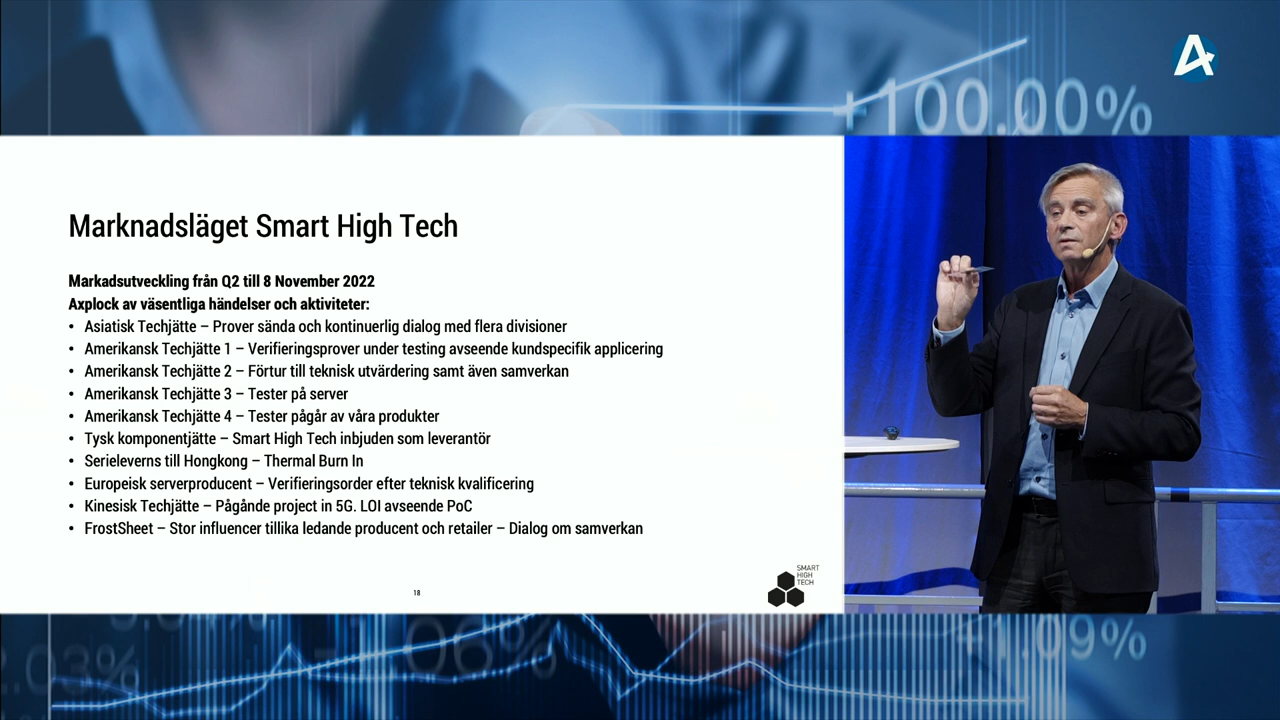 +100.00%
Marknadsläget Smart High Tech
Markadsutveckling från Q2 till 8 November 2022
Axplock av väsentliga händelser och aktiviteter:
• Asiatisk Techjätte – Prover sända och kontinuerlig dialog med flera divisioner
• Amerikansk Techjätte 1 – Verifieringsprover under testing avseende kundspecifik applicering
• Amerikansk Techjätte 2 – Förtur till teknisk utvärdering samt även samverkan
• Amerikansk Techjätte 3 – Tester på server
• Amerikansk Techjätte 4 – Tester pågår av våra produkter
• Tysk komponentjätte – Smart High Tech inbjuden som leverantör
• Serieleverns till Hongkong – Thermal Burn In
• Europeisk serverproducent – Verifieringsorder efter teknisk kvalificering
• Kinesisk Techjätte – Pågånde project in 5G. LOI avseende PoC
• FrostSheet – Stor influencer tillika ledande producent och retailer – Dialog om samverkan
SMART
HIGH
TECH
18
+1.09%